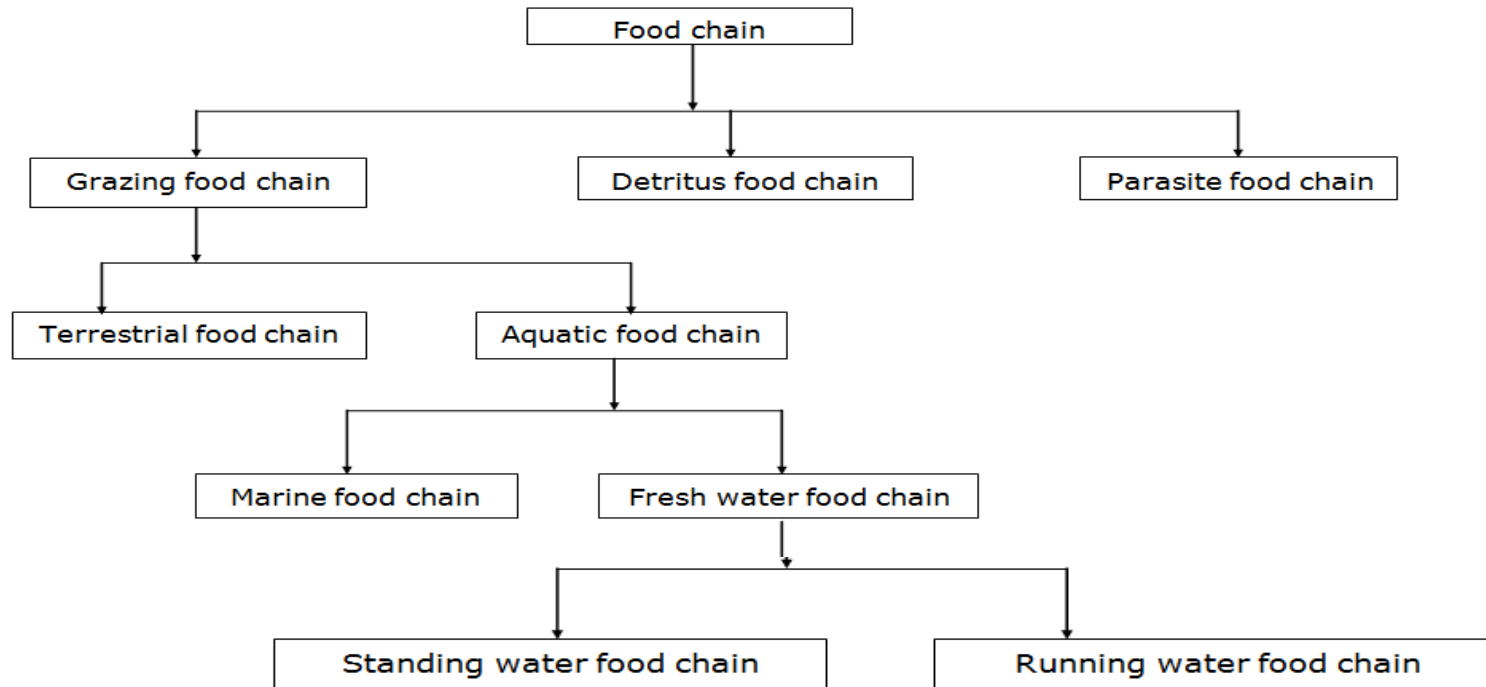 Food chain
Grazing food chain
Detritus food chain
Parasite food chain
Terrestrial food chain
Aquatic food chain
Marine food chain
Fresh water food chain
Standing water food chain
Running water food chain